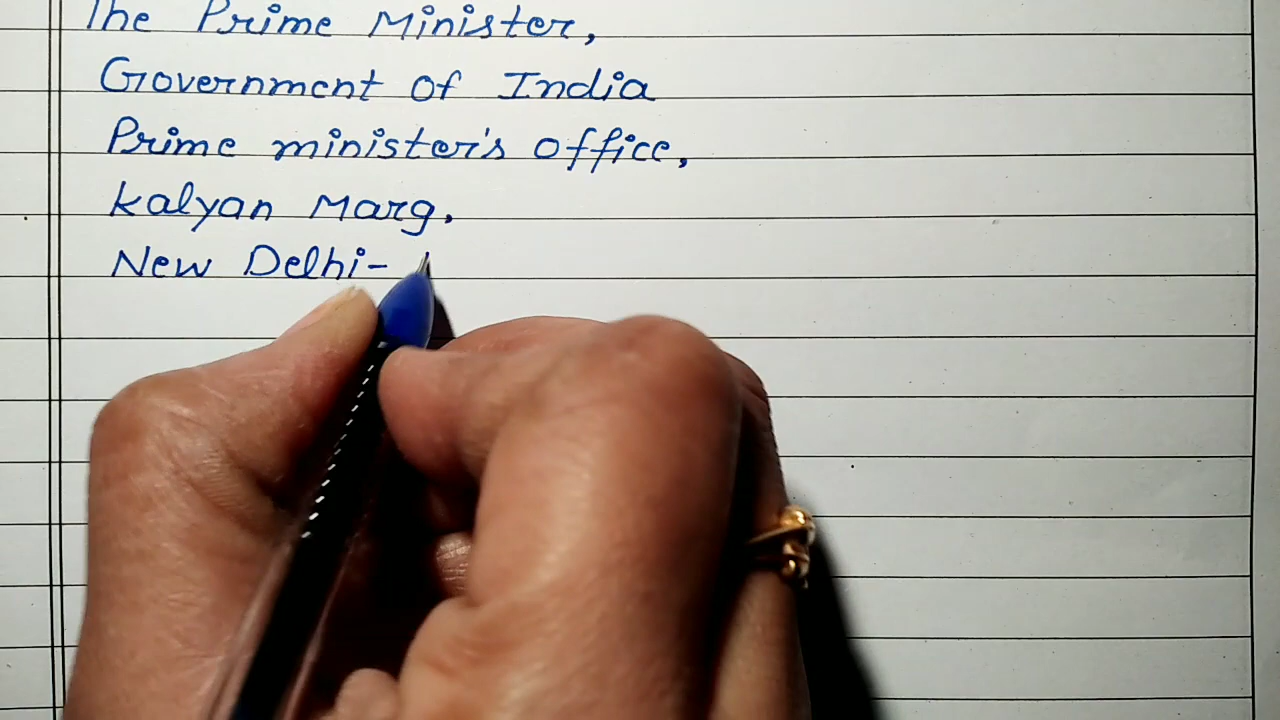 The Prime Minister,
Government of India
Prime minister's office,
Kalyan Marg,
New Delhi-